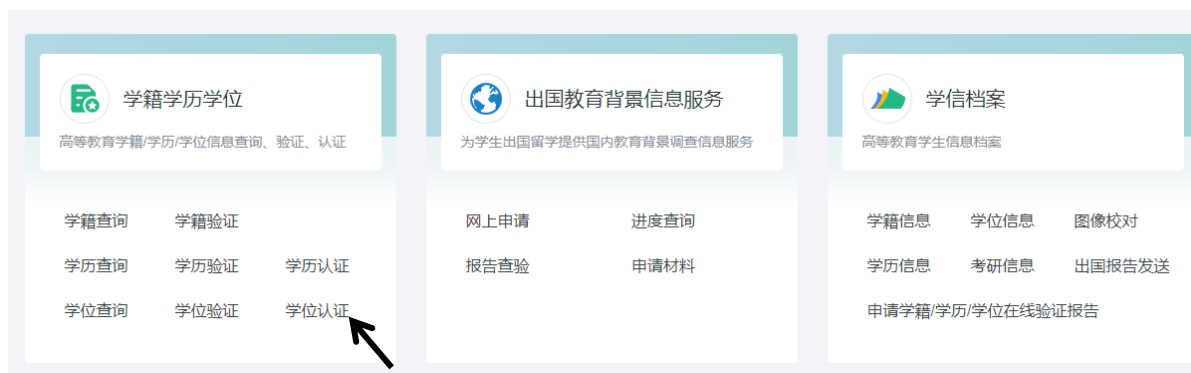 学籍学历学位
高等教育学籍/学历/学位信息查询、验证、认证
学籍查询 学籍验证
学历查询 学历验证 学历认证
学位查询 学位验证 学位认证
出国教育背景信息服务
为学生出国留学提供国内教育背景调查信息服务
网上申请 进度查询
报告查验 申请材料
学信档案
高等教育学生信息档案
学籍信息 学位信息 图像校对
学历信息 考研信息 出国报告发送
申请学籍/学历/学位在线验证报告